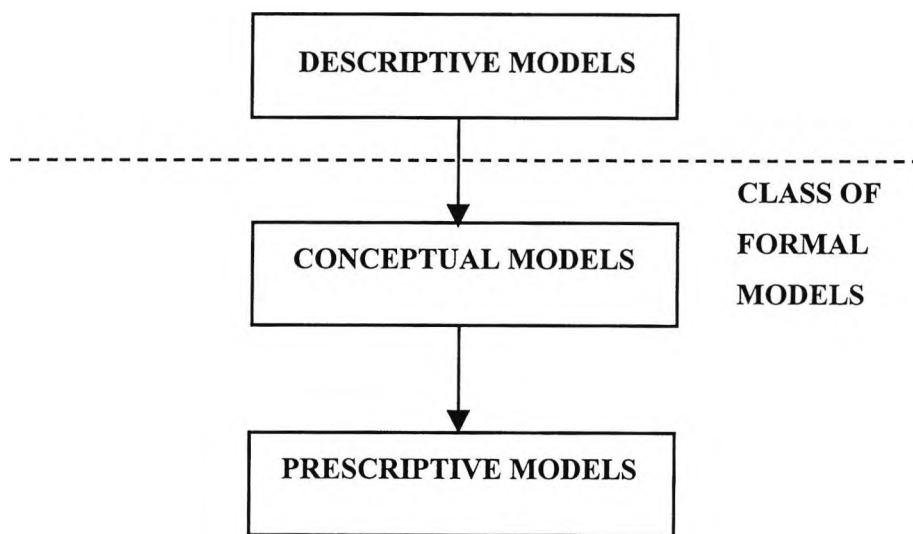 DESCRIPTIVE MODELS
CLASS OF
FORMAL
MODELS
CONCEPTUAL MODELS
PRESCRIPTIVE MODELS